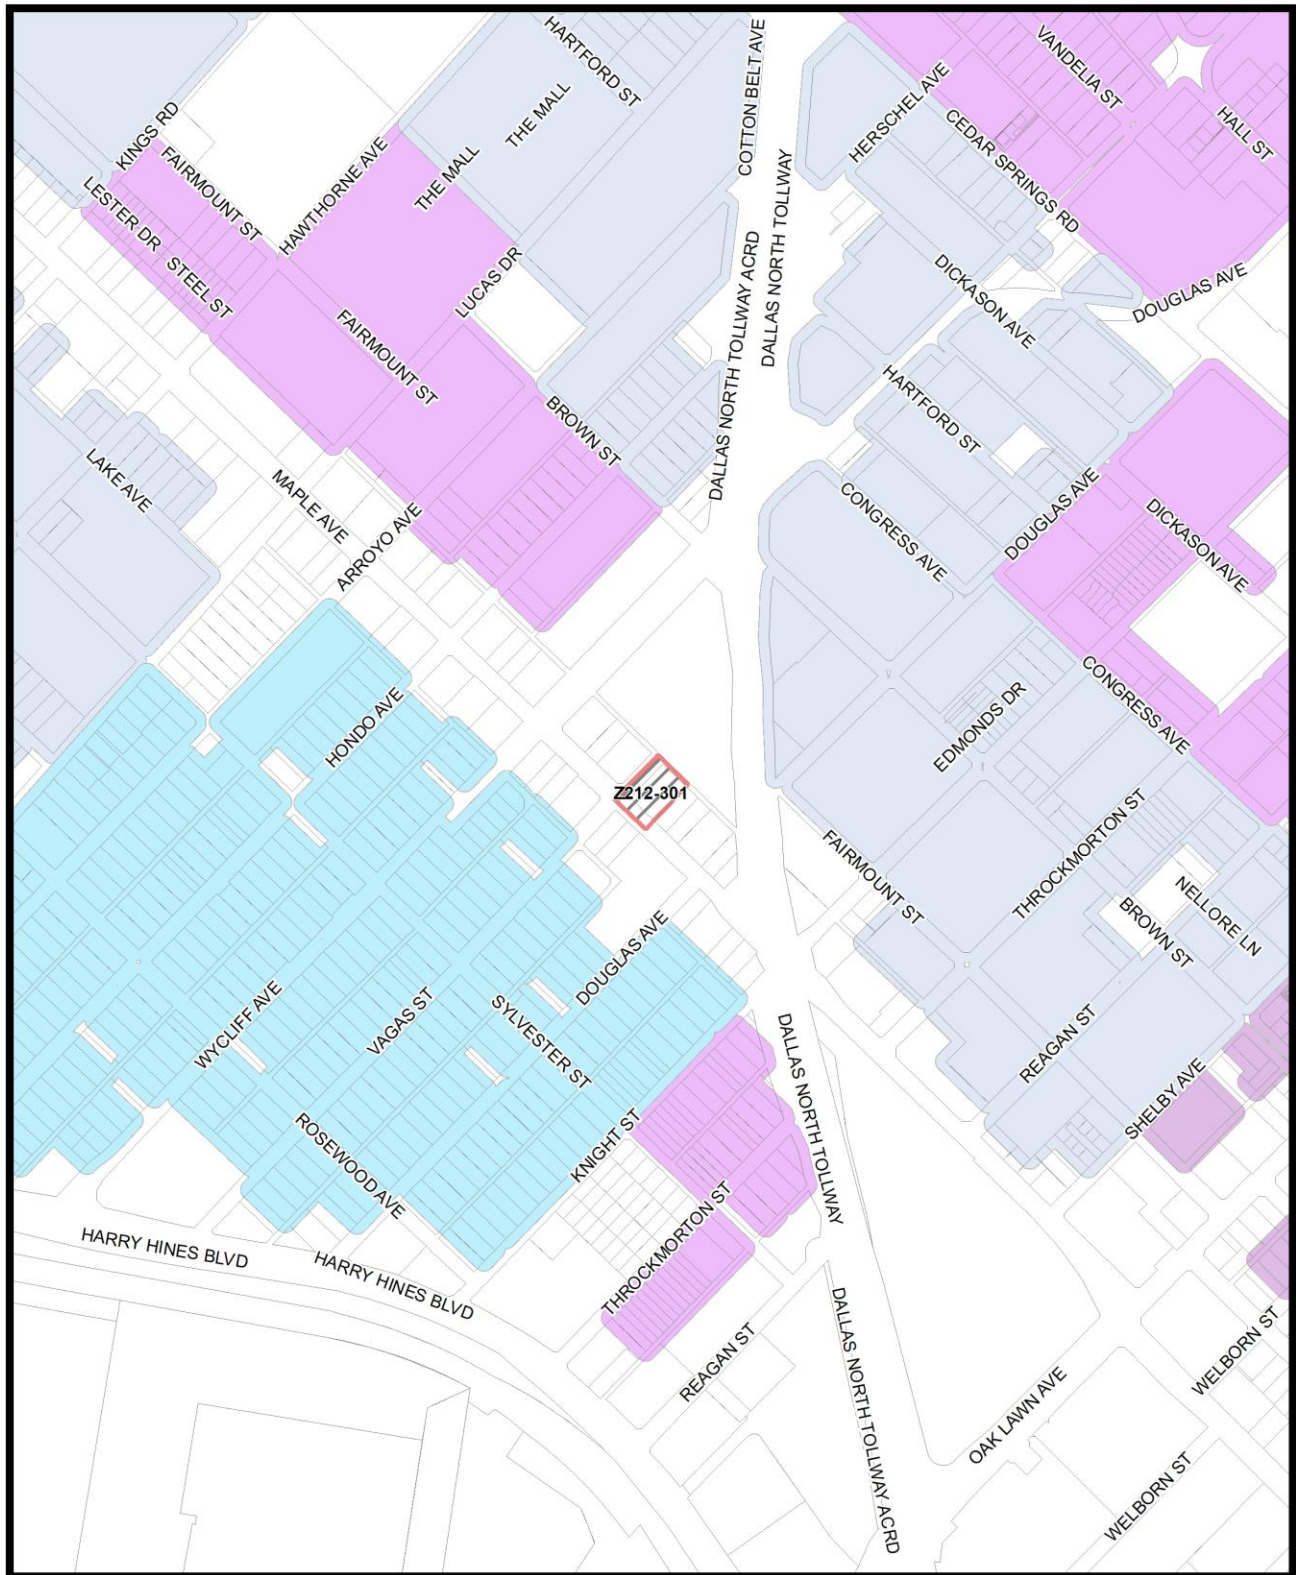 HARTFORD ST
COTTON BELT AVE
VANDELIA ST
HERSCHEL AVE
THE MALL
KINGS RD
CEDAR SPRINGS RD
HALL ST
FAIRMOUNT ST
HAWTHORNE AVE
THE MALL
LESTER DR
DALLAS NORTH TOLLWAY
STEEL ST
LUCAS DR
DALLAS NORTH TOLLWAY ACRD
DICKASON AVE
DOUGLAS AVE
FAIRMOUNT ST
HARTFORD ST
BROWN ST
LAKE AVE
MAPLE AVE
ARROYO AVE
CONGRESS AVE
DOUGLAS AVE
DICKASON AVE
HONDO AVE
EDMONDS DR
CONGRESS AVE
Z212-301
FAIRMOUNT ST
THROCKMORTON ST
NELLORE LN
BROWN ST
DOUGLAS AVE
WYCLIFF AVE
VAGAS ST
SYLVESTER ST
DALLAS NORTH TOLLWAY
REAGAN ST
SHELBY AVE
ROSEWOOD AVE
KNIGHT ST
HARRY HINES BLVD
HARRY HINES BLVD
THROCKMORTON ST
REAGAN ST
DALLAS NORTH TOLLWAY ACRD
WELBORN ST
OAK LAWN AVE
WELBORN ST